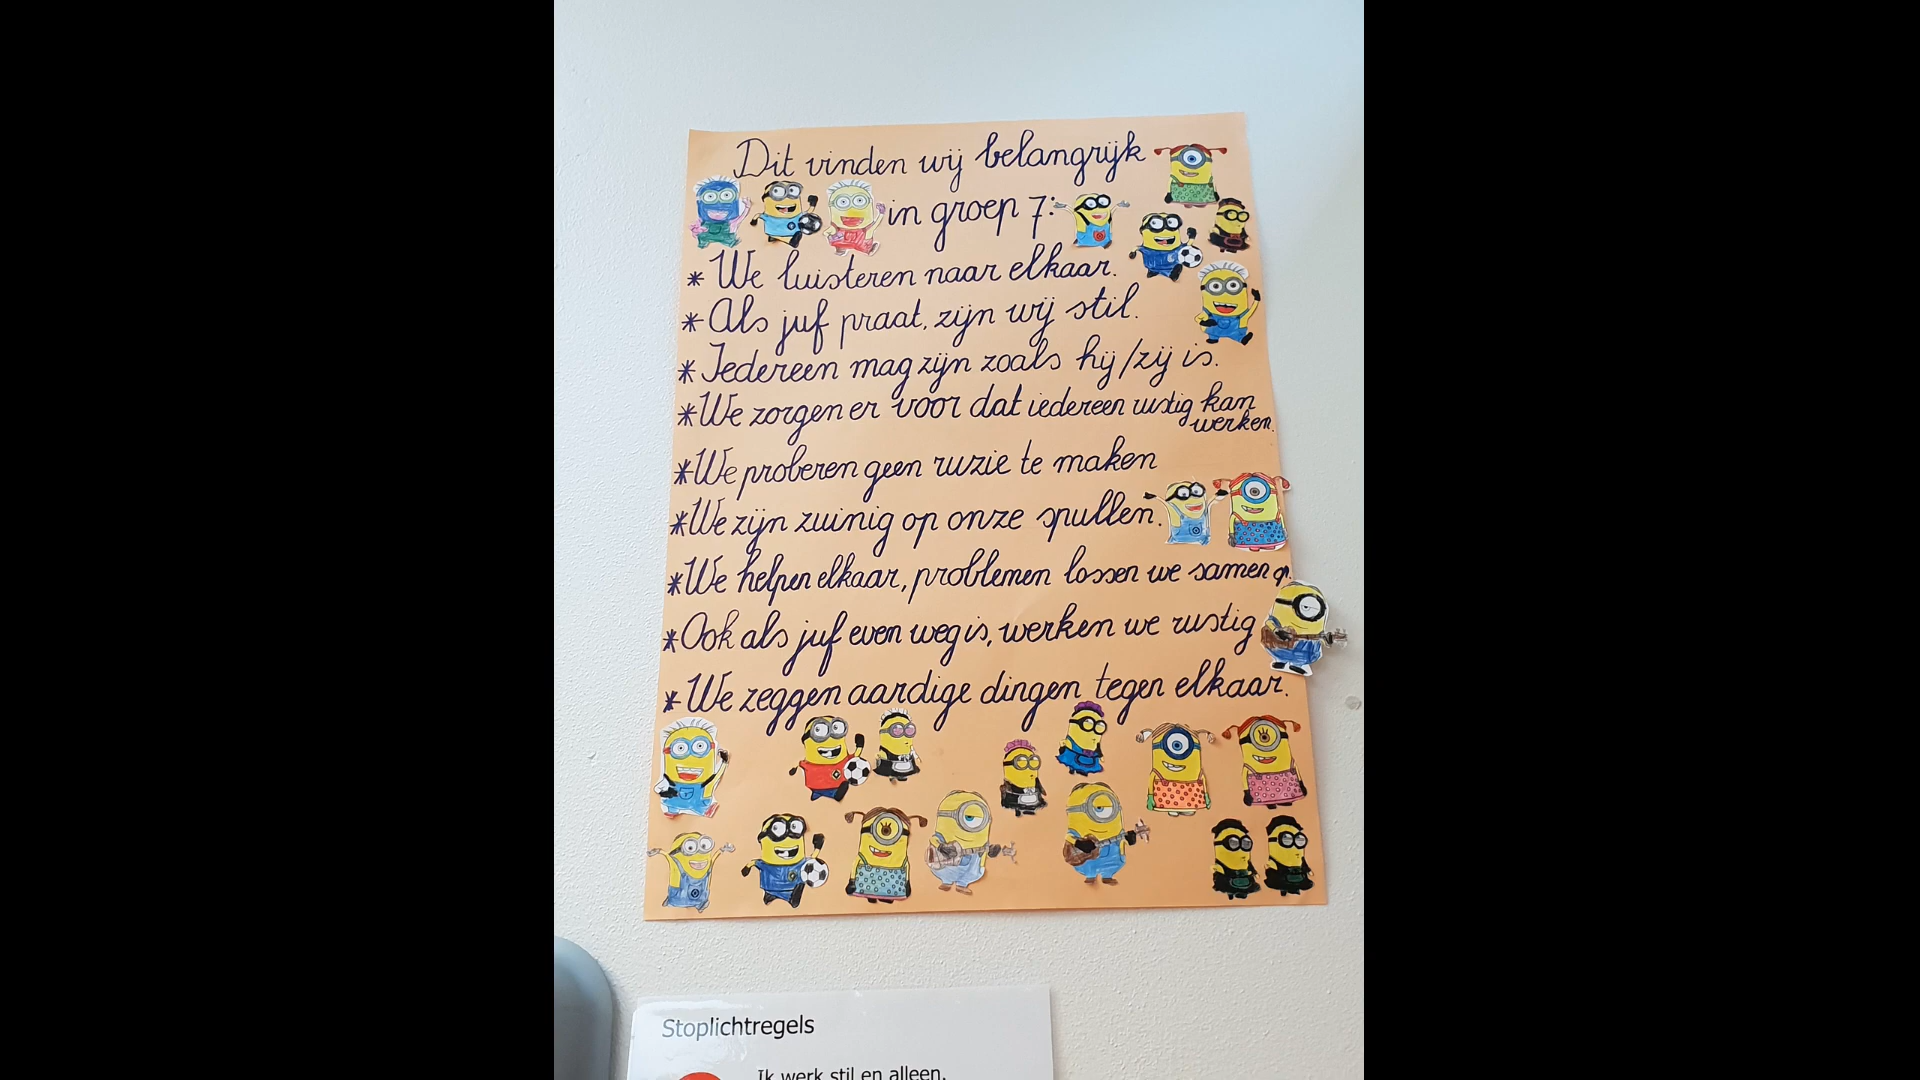 Dit vinden wij belangrijk
in groep 7:
* We luisteren naar elkaar.
* Als juf praat, zijn wij stil.
* Iedereen mag zijn zoals hij/zij is.
* We zorgen er voor dat iedereen rustig kan
werken.
* We proberen geen ruzie te maken
* We zijn zuinig op onze spullen.
* We helpen elkaar, problemen lossen we samen op.
* Ook als juf even weg is, werken we rustig
* We zeggen aardige dingen tegen elkaar.
Stoplichtregels
Ik werk stil en alleen.